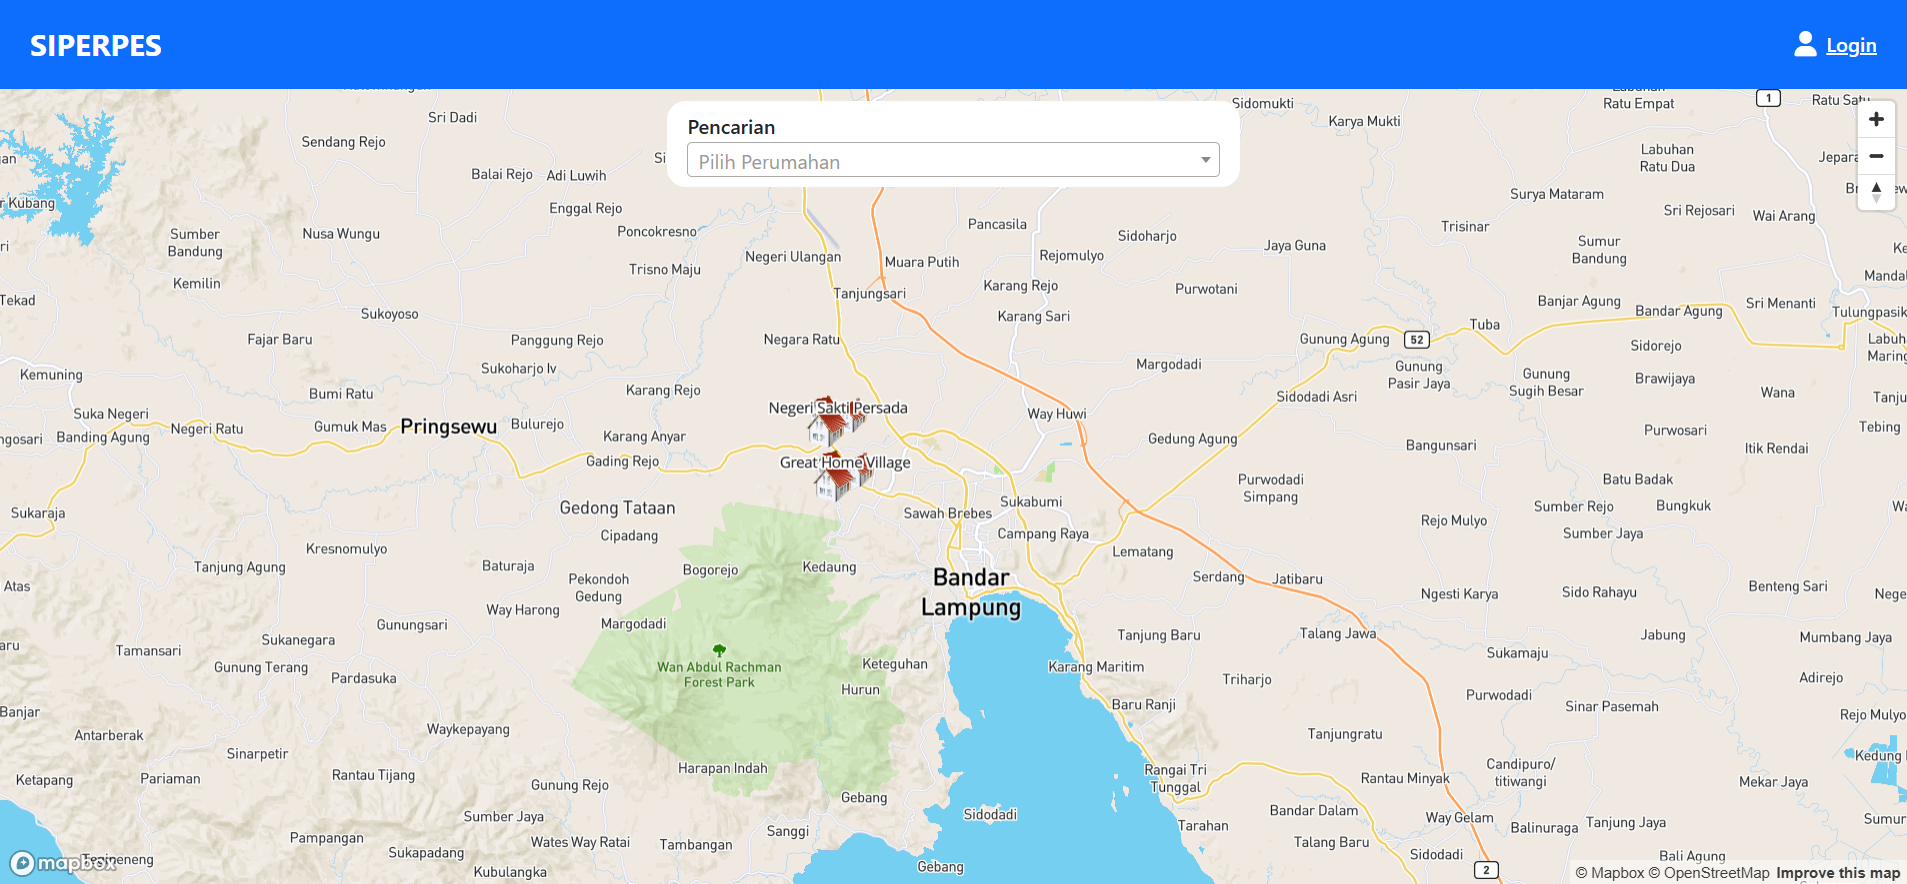 SIPERPES
Login
Pencarian
Pilih Perumahan
Sri Dadi
Sendang Rejo
Balai Rejo
Adi Luwih
Enggal Rejo
Sidomukti
Karya Mukti
Ratu Empat
1
Labuhan
Ratu Dua
Surya Mataram
Sri Rejosari
Wai Arang
Kubang
Sumber
Bandung
Nusa Wungu
Poncokresno
Pancasila
Sidoharjo
Trisinar
Jaya Guna
Sumur
Bandung
Negeri Ulangan
Muara Putih
Rejomulyo
Trisno Maju
Kemilin
Karang Rejo
Purwotani
Tanjungsari
Tekad
Banjar Agung
Sri Menanti
Bandar Agung
Sukoyoso
Karang Sari
Tulungpasik
Tuba
Fajar Baru
Panggung Rejo
Negara Ratu
Gunung Agung
52
Sidorejo
Sukoharjo Iv
Margodadi
Kemuning
Gunung
Pasir Jaya
Gunung
Sugih Besar
Brawijaya
Bumi Ratu
Karang Rejo
Sidodadi Asri
Wana
Suka Negeri
Negeri Sakti Persada
Way Huwi
Negeri Ratu
Gumuk Mas
Pringsewu
Bulurejo
Banding Agung
Karang Anyar
Gedung Agung
Bangunsari
Purwosari
Tebing
Itik Rendai
Gading Rejo
Great Home Village
Purwodadi
Simpang
Batu Badak
Gedong Tataan
Sukabumi
Sukaraja
Sawah Brebes
Sumber Rejo
Bungkuk
Rejo Mulyo
Cipadang
Campang Raya
Sumber Jaya
Kresnomulyo
Lematang
Tanjung Agung
Baturaja
Bogorejo
Kedaung
Pekondoh
Gedung
Bandar
Lampung
Serdang
Jatibaru
Atas
Benteng Sari
Ngesti Karya
Sido Rahayu
Way Harong
Margodadi
Gunungsari
Sukanegara
Tanjung Baru
Talang Jawa
Jabung
Mumbang Jaya
Tamansari
Sukamaju
Gunung Terang
Wan Abdul Rachman
Forest Park
Keteguhan
Karang Maritim
Pardasuka
Triharjo
Adirejo
Hurun
Purwodadi
Banjar
Baru Ranji
Sinar Pasemah
Rejo Mulyo
Waykepayang
Antarberak
Tanjungratu
Sinarpetir
Kedung
Harapan Indah
Rangai Tri
Tunggal
Candipuro/
titiwangi
Ketapang
Pariaman
Rantau Tijang
Gunung Rejo
Rantau Minyak
Mekar Jaya
Gebang
Sidodadi
Bandar Dalam
Sumber Jaya
Way Gelam
Tanjung Jaya
Tarahan
Balinuraga
Sanggi
Pampangan
Wates Way Ratai
Tambangan
Talang Baru
Sukapadang
Sidodadi
Bali Agung
mapbox
Gebang
Kubulangka
2
© Mapbox © OpenStreetMap Improve this map